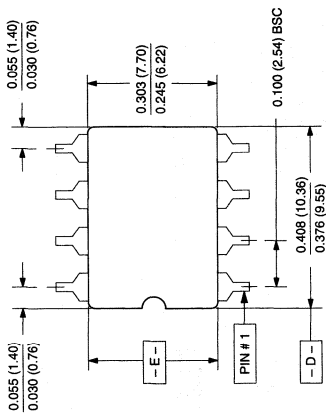 0.055 (1.40)
0.030 (0.76)
0.303 (7.70)
0.245 (6.22)
0.100 (2.54) BSC
0.408 (10.36)
0.376 (9.55)
0.055 (1.40)
0.030 (0.76)
– E –
PIN # 1
– D –